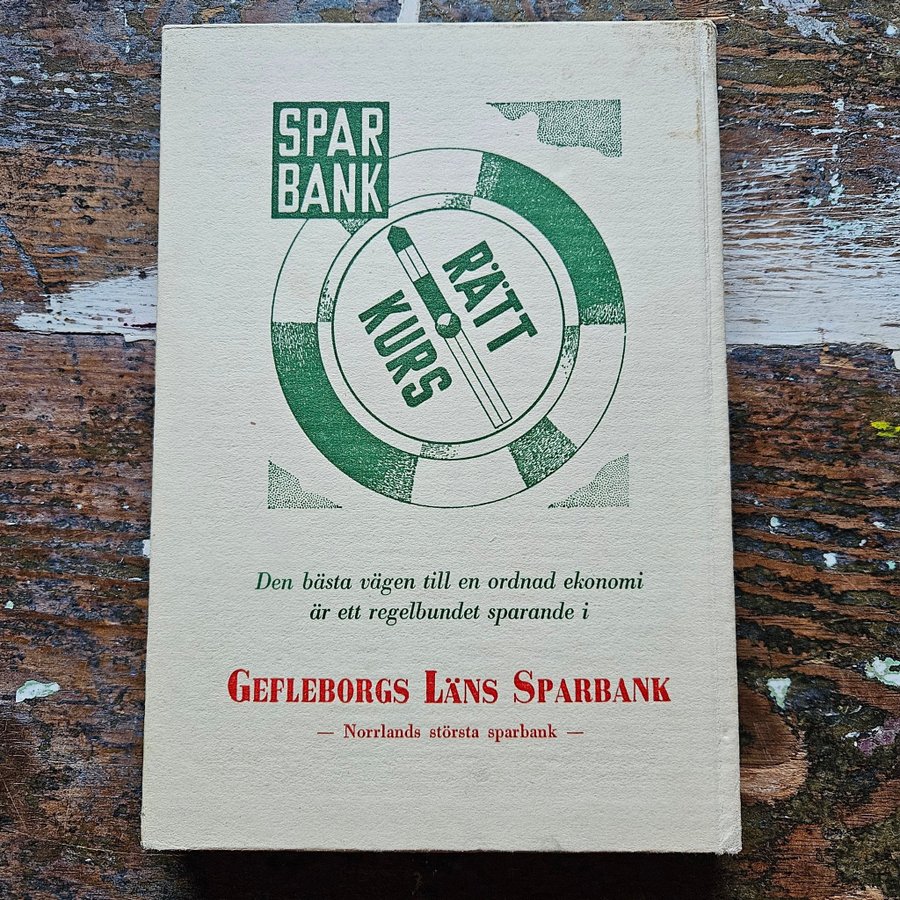 SPAR
BANK
RÄTT
KURS
Den bästa vägen till en ordnad ekonomi
är ett regelbundet sparande i
GEFLEBORGS LÄNS SPARBANK
— Norrlands största sparbank —